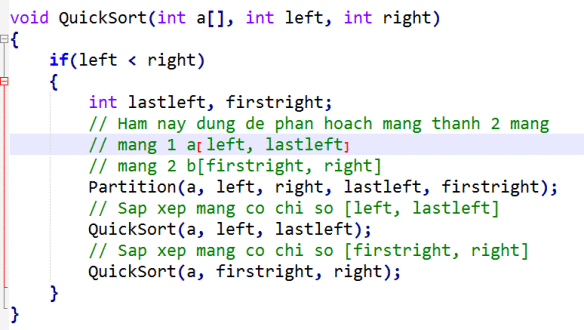 void QuickSort(int a[], int left, int right)
{
if(left < right)
{
int lastleft, firstright;
// Ham nay dung de phan hoach mang thanh 2 mang
// mang 1 a[left, lastleft]
// mang 2 b[firstright, right]
Partition(a, left, right, lastleft, firstright);
// Sap xep mang co chi so [left, lastleft]
QuickSort(a, left, lastleft);
// Sap xep mang co chi so [firstright, right]
QuickSort(a, firstright, right);
}
}